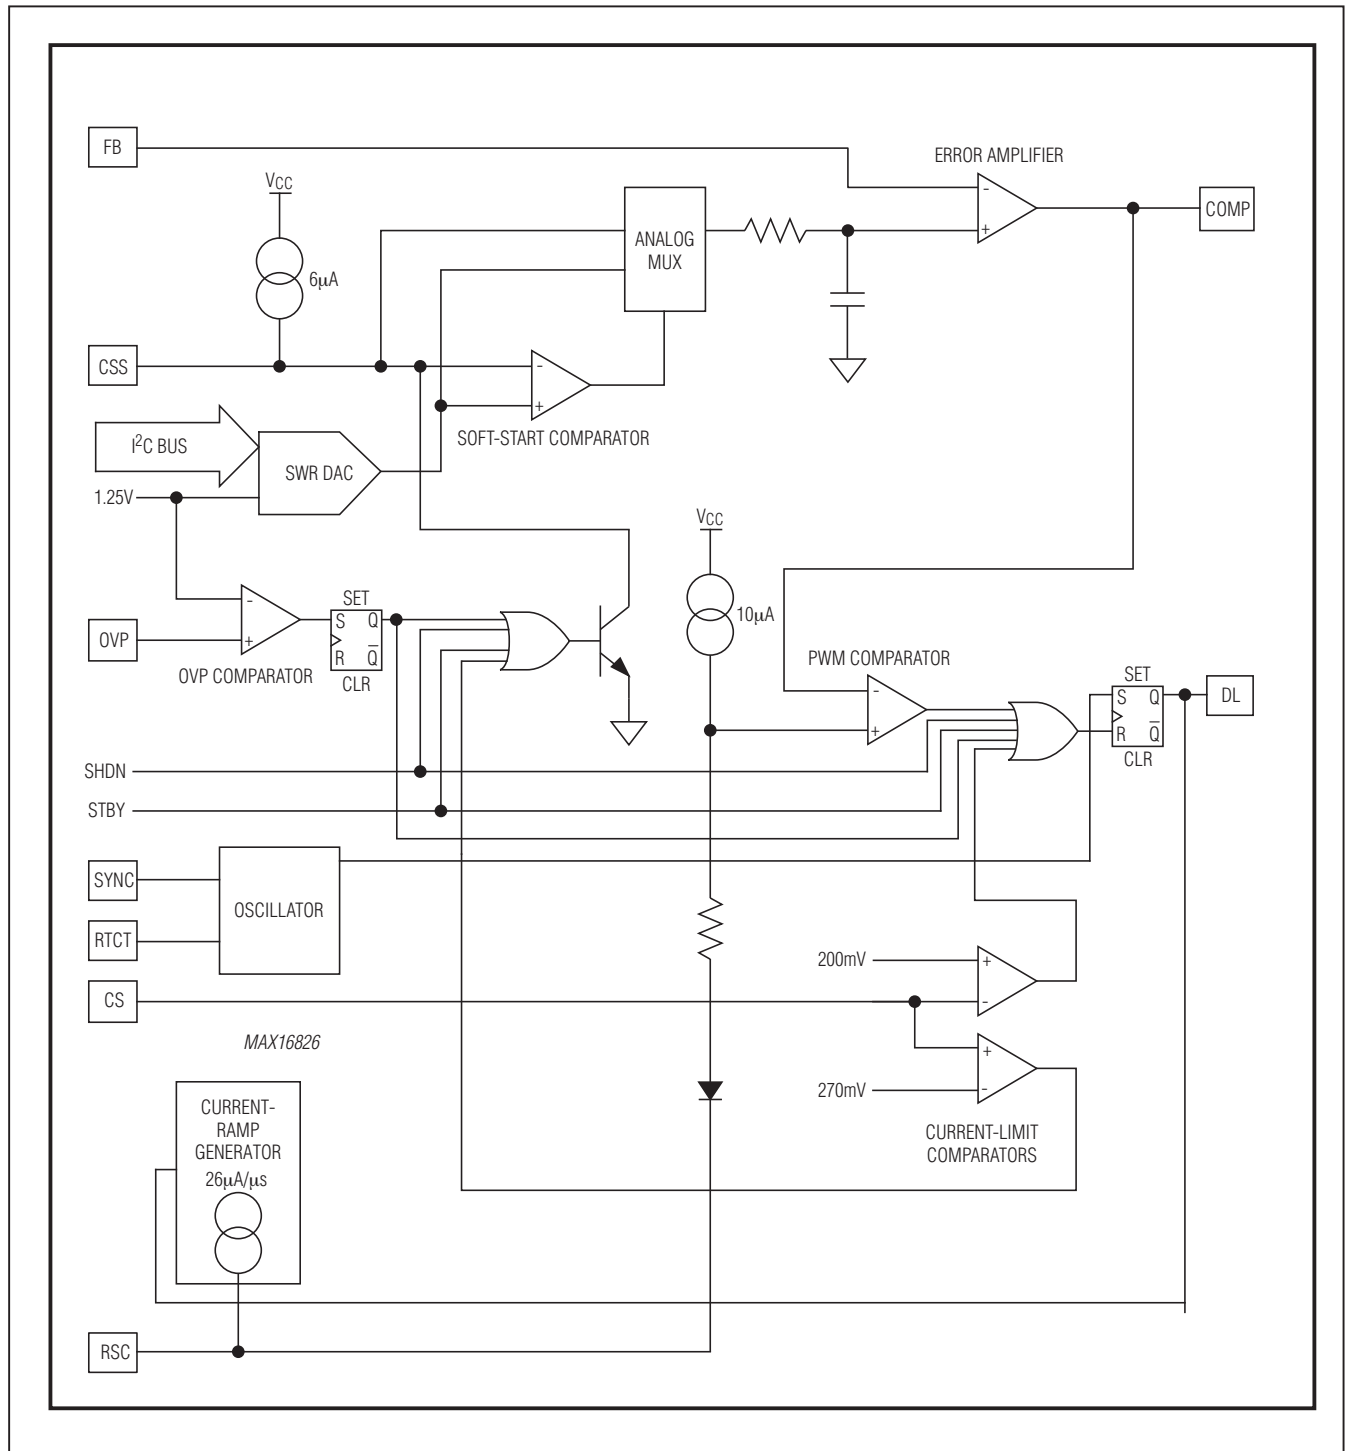 FB
ERROR AMPLIFIER
VCC
-
COMP
ANALOG
MUX
+
6µA
CSS
-
+
SOFT-START COMPARATOR
I2C BUS
SWR DAC
1.25V
VCC
SET
-
S Q
10µA
OVP
+
R Q
OVP COMPARATOR
CLR
PWM COMPARATOR
SET
-
S Q
DL
+
R Q
CLR
SHDN
STBY
SYNC
OSCILLATOR
RTCT
200mV
+
CS
-
MAX16826
+
270mV
-
CURRENT-
RAMP
GENERATOR
26µA/µs
CURRENT-LIMIT
COMPARATORS
RSC